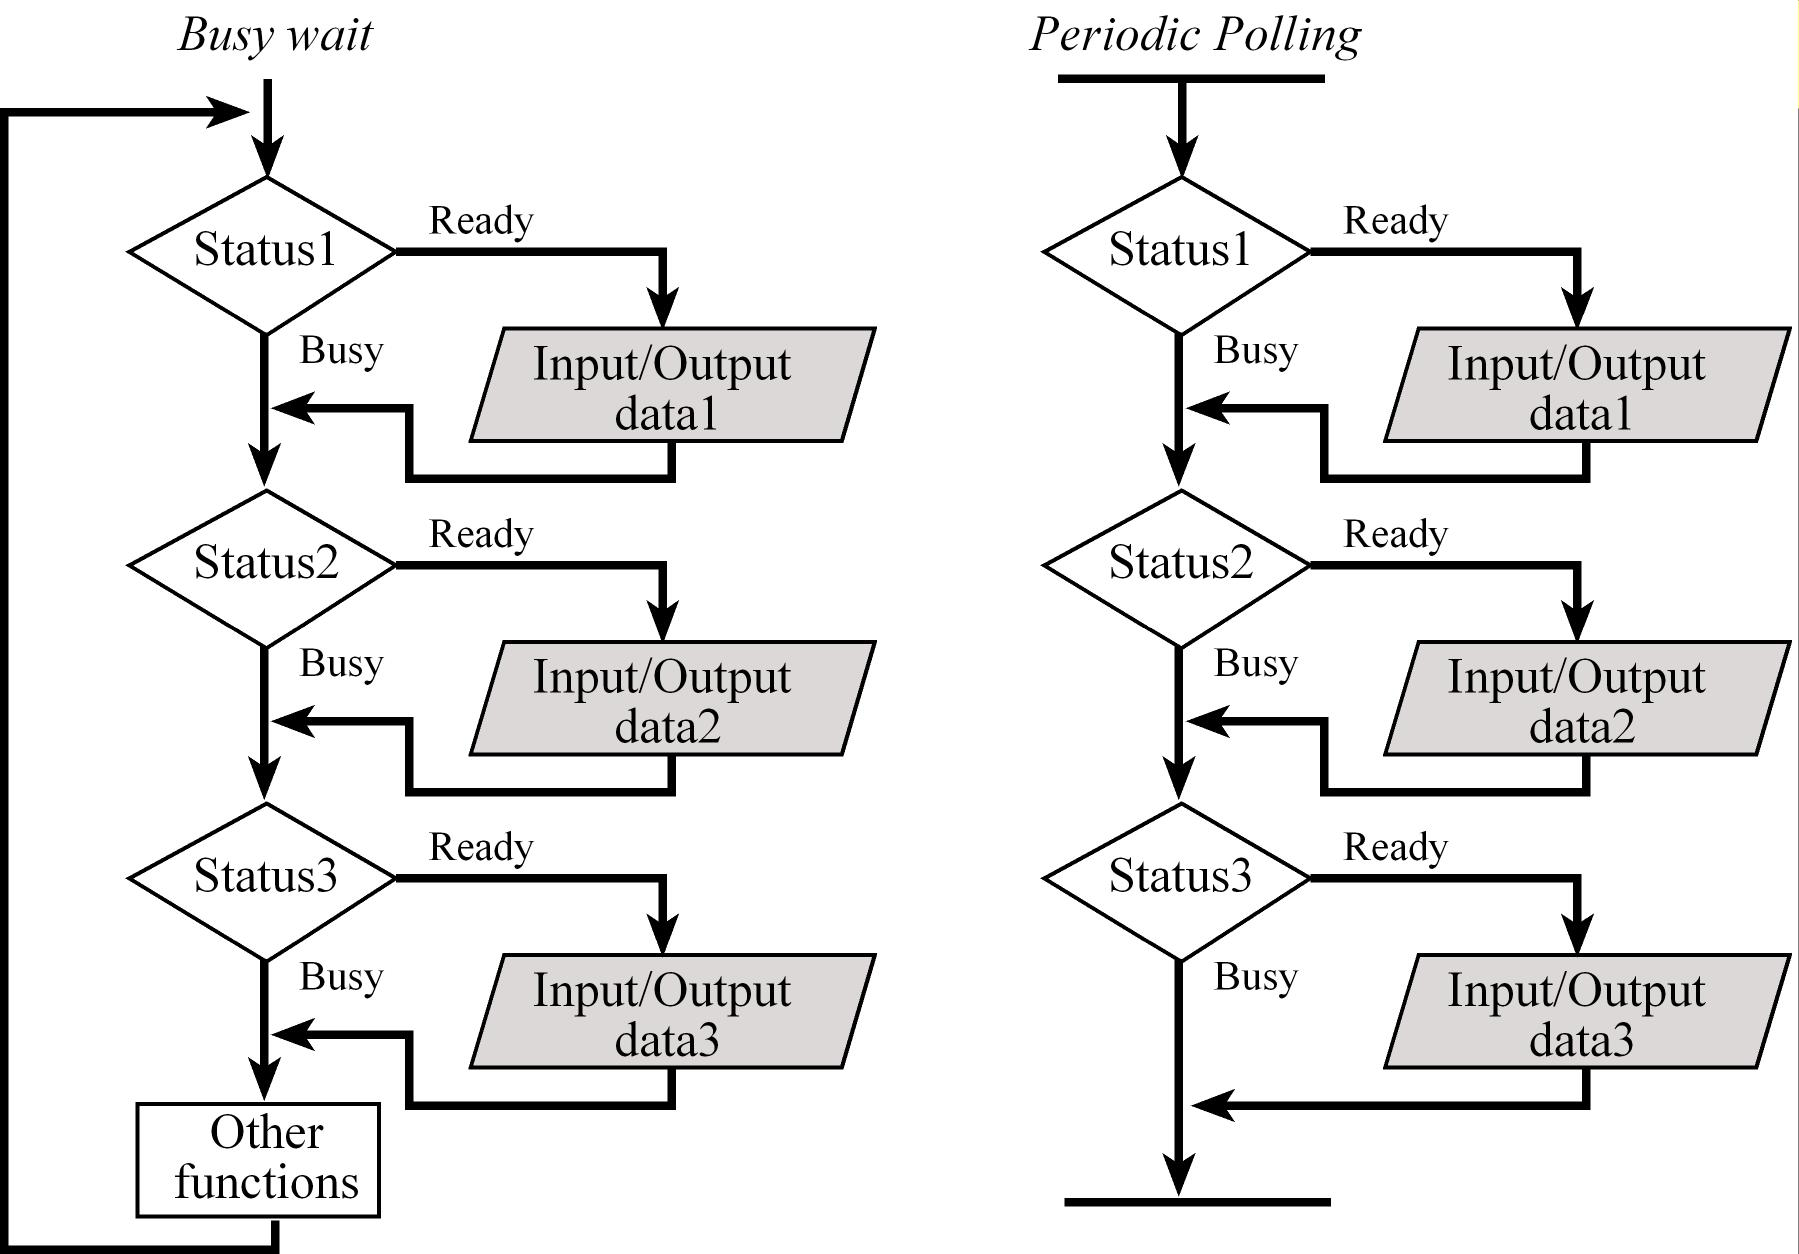 Busy wait
Status1
Ready
Busy
Input/Output
data1
Status2
Ready
Busy
Input/Output
data2
Status3
Ready
Busy
Input/Output
data3
Other
functions
Periodic Polling
Status1
Ready
Busy
Input/Output
data1
Status2
Ready
Busy
Input/Output
data2
Status3
Ready
Busy
Input/Output
data3